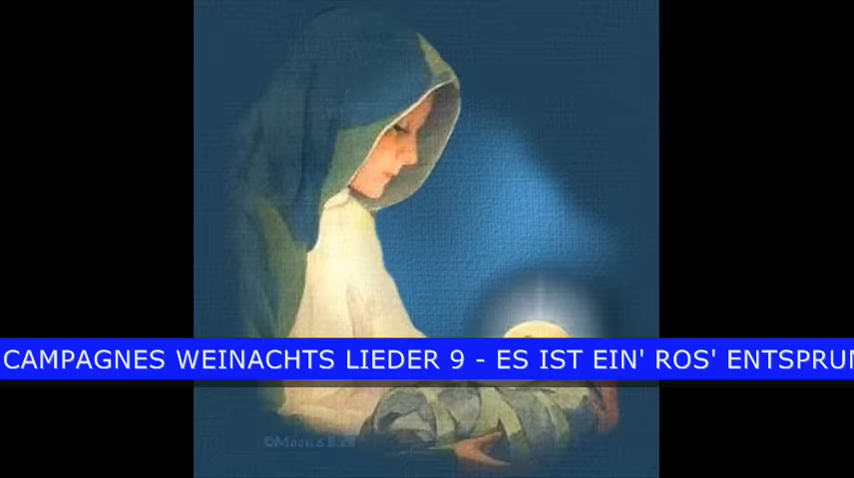 CAMPAGNES WEINACHTS LIEDER 9 - ES IST EIN' ROS' ENTSPRUN